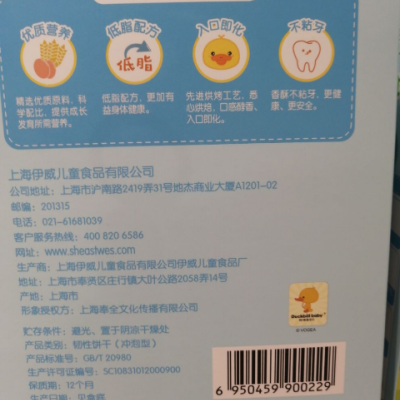 优质营养 低脂配方 入口即化 不粘牙
低脂
精选优质原料,科 低脂配方,更加有 先进烘烤工艺,悉 香酥不粘牙,更健
学配比,提供成长 益身体健康。 心烘焙,口感醇香, 康,更安全。
发育所需营养。 入口即化。
上海伊威儿童食品有限公司
公司地址:上海市沪南路2419弄31号他杰商业大厦A1201-02
邮编:201315
电话:021-61681039
客户服务热线:400 820 6586
网址:www.sheastwes.com
生产商:上海伊威儿童食品有限公司伊威儿童食品厂
地址:上海市奉贤区庄行镇大叶公路2058弄14号
产地:上海市
形象授权方:上海奉全文化传播有限公司
贮存条件:避光、置于阴凉干燥处
产品类别:韧性饼干(冲泡型)
产品标准号:GB/T 20980
生产许可证编号:SC10831012000900
保质期:12个月
生产日期:见盒底
6 950459 900229